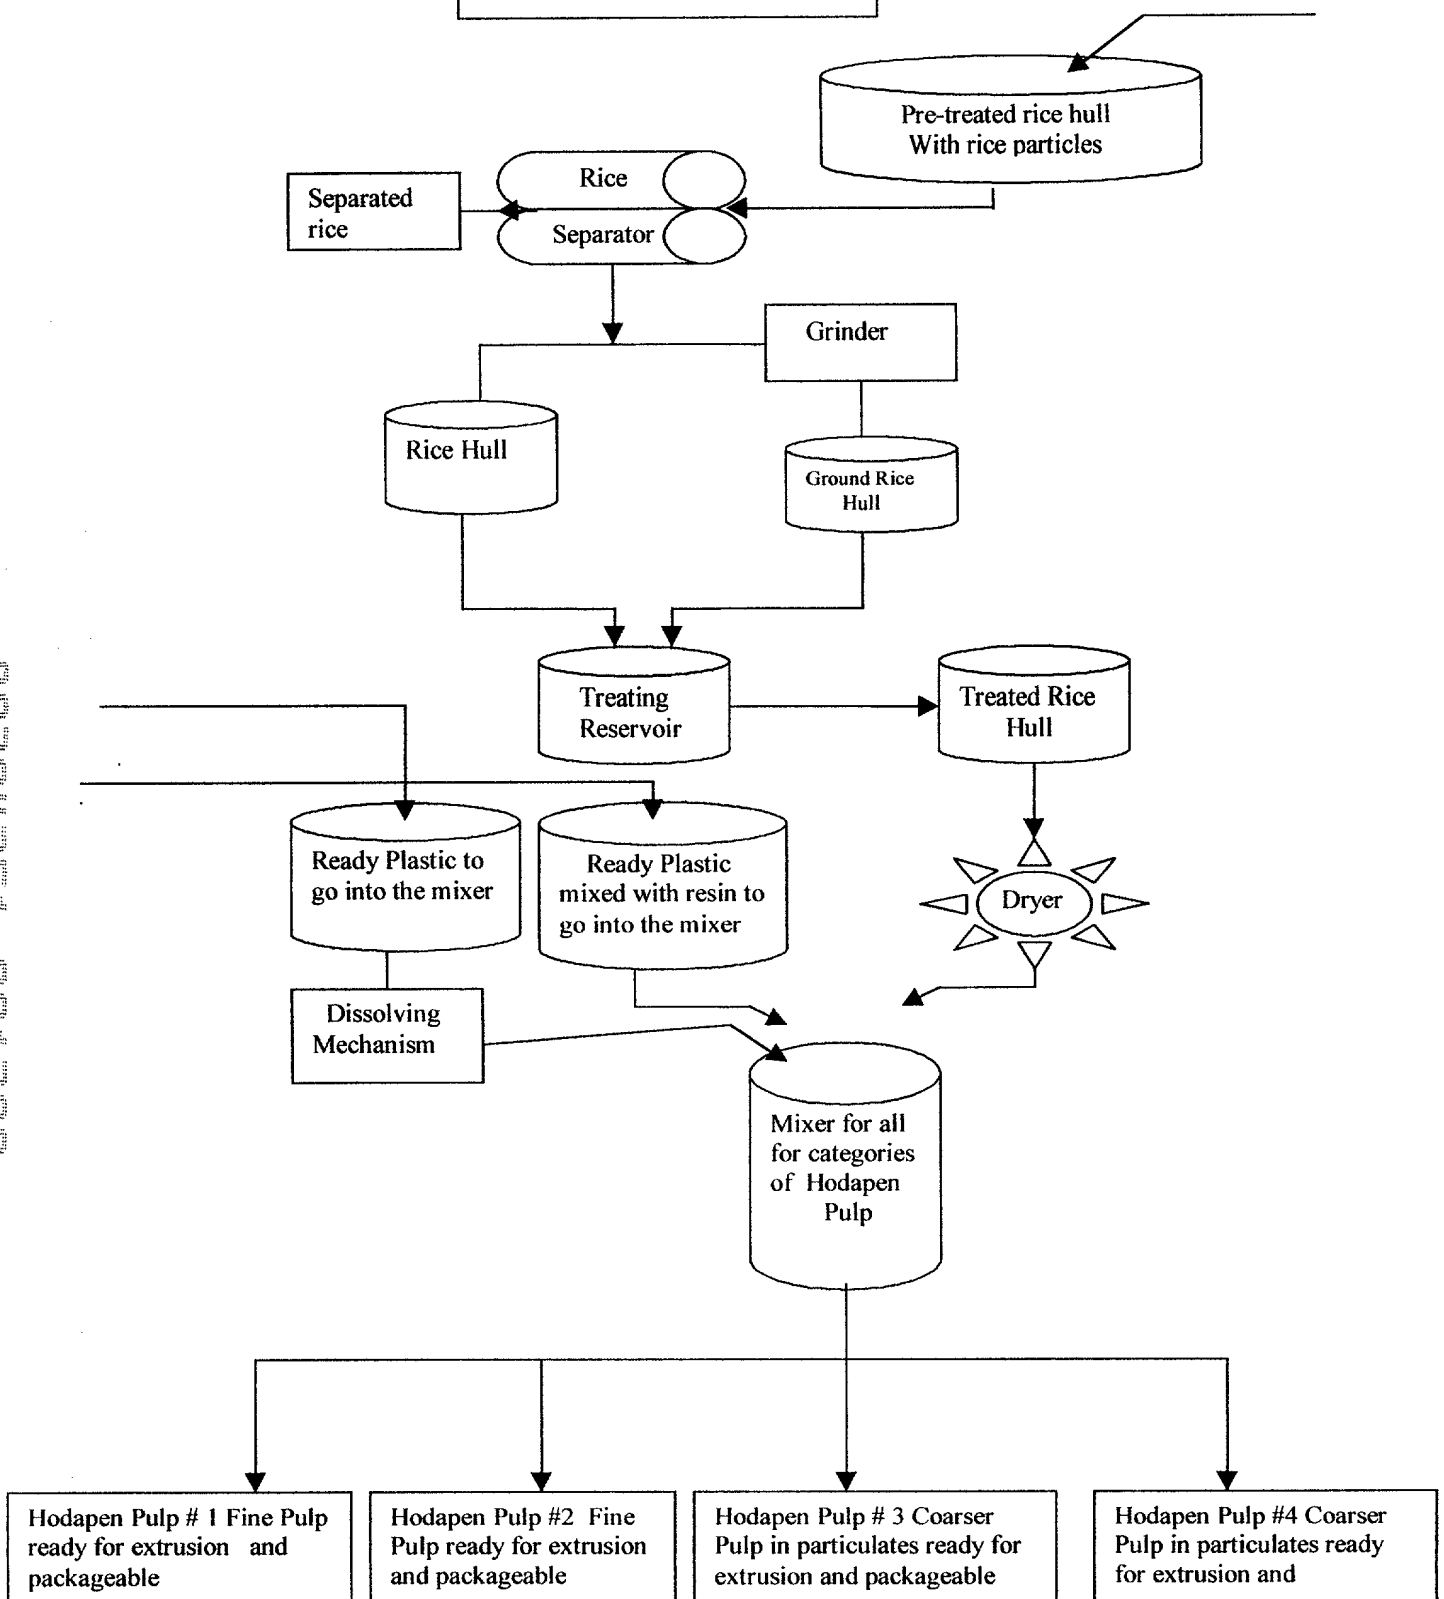 Pre-treated rice hull
With rice particles
Rice
Separator
Separated
rice
Grinder
Rice Hull
Ground Rice
Hull
Treating
Reservoir
Treated Rice
Hull
Ready Plastic to
go into the mixer
Ready Plastic
mixed with resin to
go into the mixer
Dryer
Dissolving
Mechanism
Mixer for all
for categories
of Hodapen
Pulp
Hodapen Pulp # 1 Fine Pulp
ready for extrusion and
packageable
Hodapen Pulp #2 Fine
Pulp ready for extrusion
and packageable
Hodapen Pulp # 3 Coarser
Pulp in particulates ready for
extrusion and packageable
Hodapen Pulp #4 Coarser
Pulp in particulates ready
for extrusion and